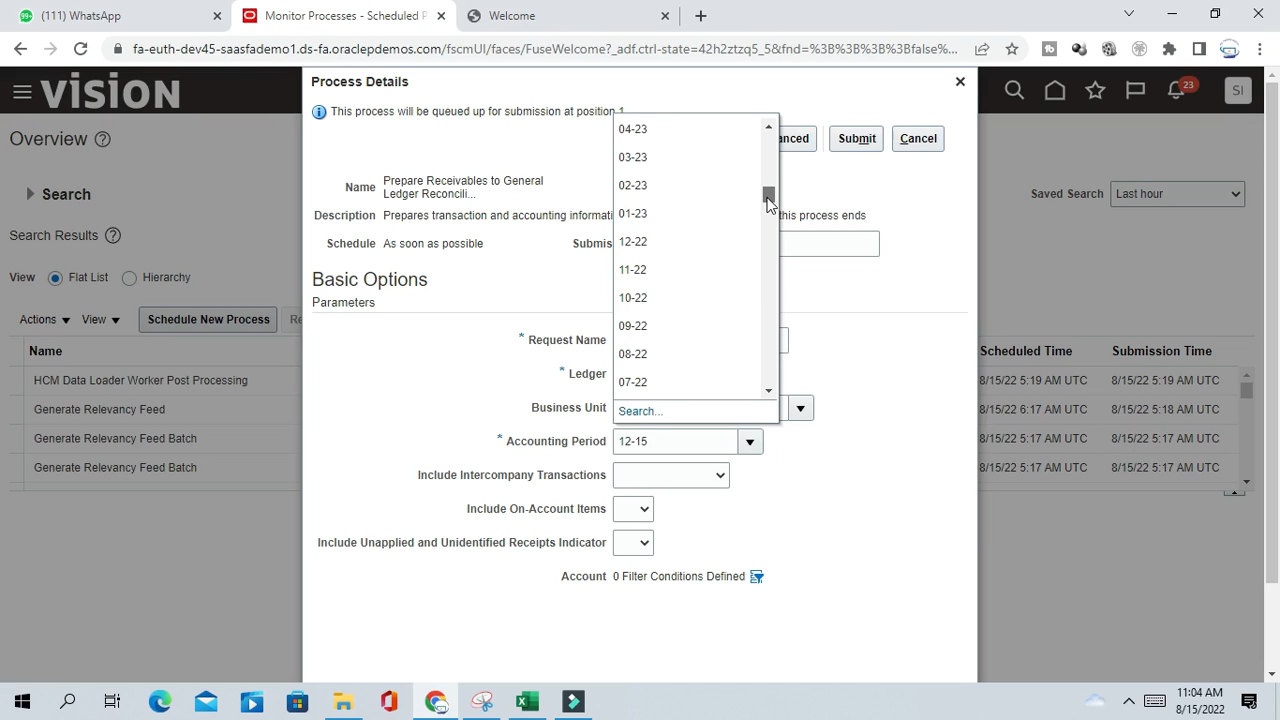 (111) WhatsApp
Monitor Processes - Scheduled P
Welcome
fa-euth-dev45-saasfademo1.ds-fa.oraclepdemos.com/fscmUI/faces/FuseWelcome?_adf.ctrl-state=42h2ztzq5_5&fnd=%3B%3B%3B%3Bfalse%...
vision
23
SI
Process Details
This process will be queued up for submission at position 1
anced
Submit
Cancel
Overview
Search
Saved Search Last hour
Search Results
View Flat List Hierarchy
Actions View Schedule New Process Re
Name
Scheduled Time Submission Time
HCM Data Loader Worker Post Processing
8/15/22 5:19 AM UTC 8/15/22 5:19 AM UTC
Generate Relevancy Feed
8/15/22 6:17 AM UTC 8/15/22 5:18 AM UTC
Generate Relevancy Feed Batch
8/15/22 5:17 AM UTC 8/15/22 5:17 AM UTC
Generate Relevancy Feed Batch
8/15/22 5:17 AM UTC 8/15/22 5:17 AM UTC
Name Prepare Receivables to General
Ledger Reconcili...
Description Prepares transaction and accounting informati
this process ends
Schedule As soon as possible
Submis
Basic Options
Parameters
* Request Name
* Ledger
Business Unit
* Accounting Period 12-15
Include Intercompany Transactions
Include On-Account Items
Include Unapplied and Unidentified Receipts Indicator
Account 0 Filter Conditions Defined
04-23
03-23
02-23
01-23
12-22
11-22
10-22
09-22
08-22
07-22
Search...
11:04 AM
8/15/2022